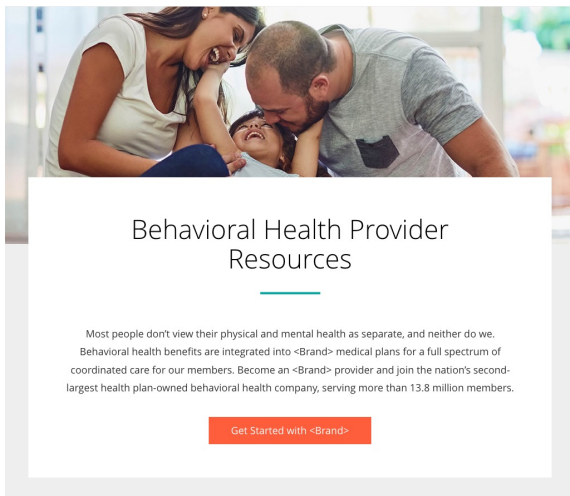 Behavioral Health Provider
Resources
Most people don’t view their physical and mental health as separate, and neither do we.
Behavioral health benefits are integrated into <Brand> medical plans for a full spectrum of
coordinated care for our members. Become an <Brand> provider and join the nation’s second-
largest health plan-owned behavioral health company, serving more than 13.8 million members.
Get Started with <Brand>